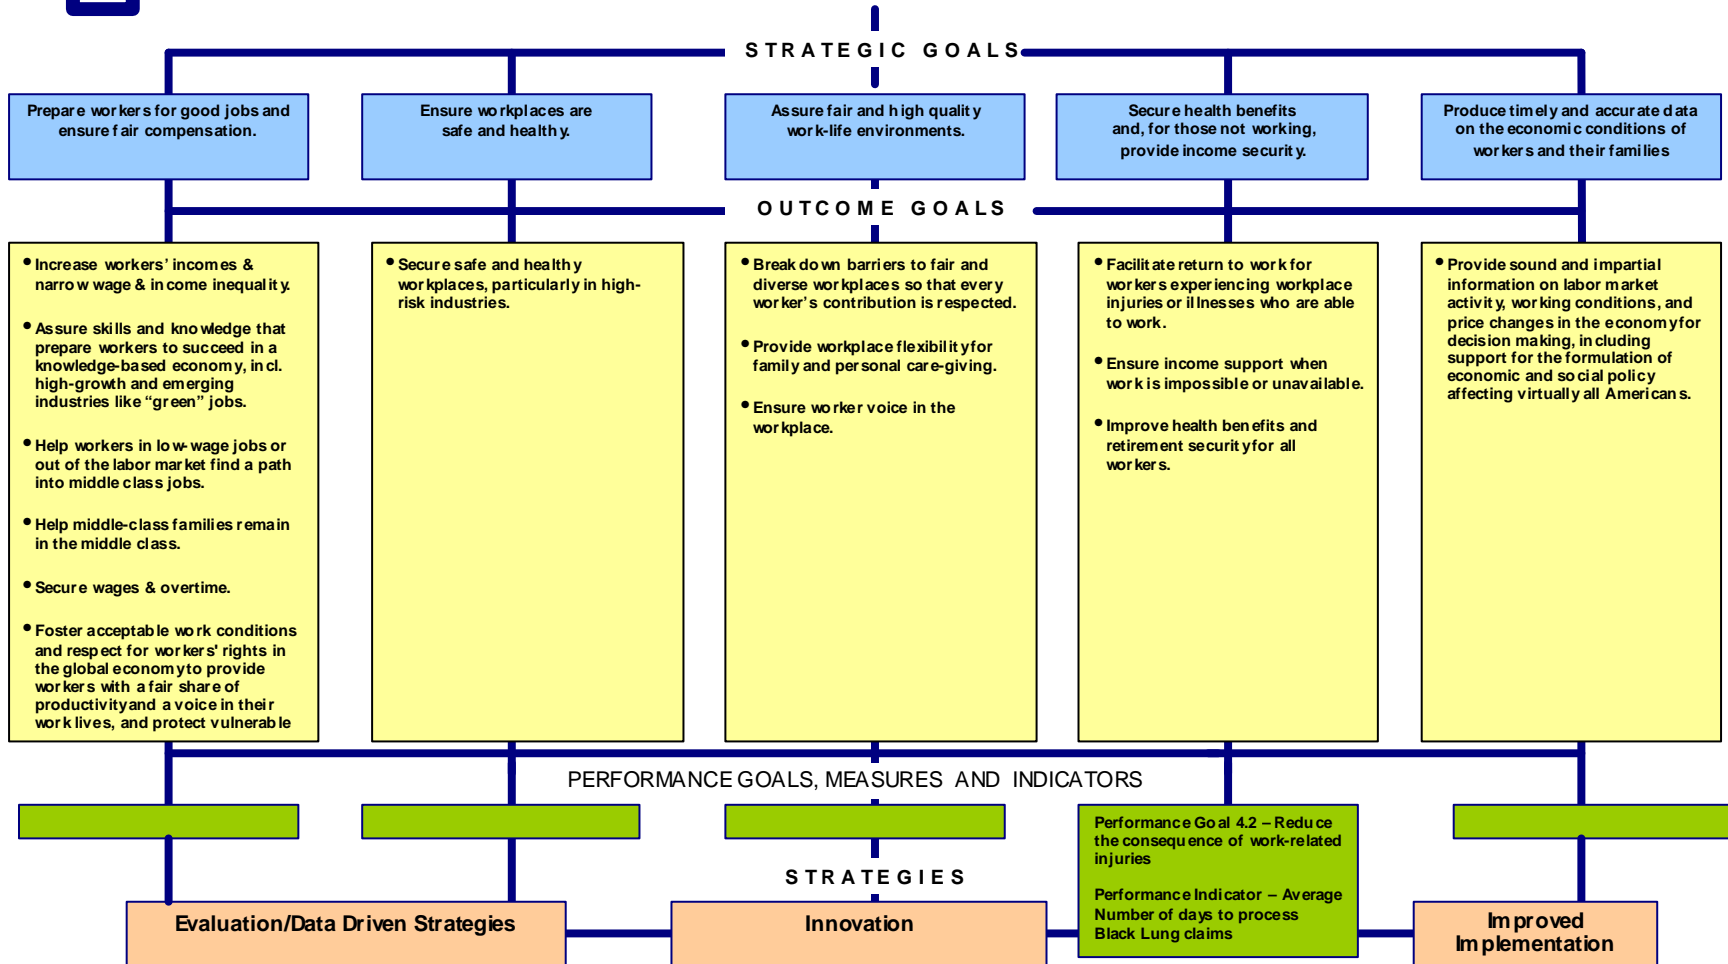 STRATEGIC GOALS
Prepare workers for good jobs and
ensure fair compensation.
Ensure workplaces are
safe and healthy.
Assure fair and high quality
work-life environments.
Secure health benefits
and, for those not working,
provide income security.
Produce timely and accurate data
on the economic conditions of
workers and their families
OUTCOME GOALS
• Increase workers’ incomes &
narrow wage & income inequality.
• Assure skills and knowledge that
prepare workers to succeed in a
knowledge-based economy, incl.
high-growth and emerging
industries like “green” jobs.
• Help workers in low-wage jobs or
out of the labor market find a path
into middle class jobs.
• Help middle-class families remain
in the middle class.
• Secure wages & overtime.
• Foster acceptable work conditions
and respect for workers' rights in
the global economy to provide
workers with a fair share of
productivity and a voice in their
work lives, and protect vulnerable
• Secure safe and healthy
workplaces, particularly in high-
risk industries.
• Break down barriers to fair and
diverse workplaces so that every
worker’s contribution is respected.
• Provide workplace flexibility for
family and personal care-giving.
• Ensure worker voice in the
workplace.
• Facilitate return to work for
workers experiencing workplace
injuries or illnesses who are able
to work.
• Ensure income support when
work is impossible or unavailable.
• Improve health benefits and
retirement security for all
workers.
• Provide sound and impartial
information on labor market
activity, working conditions, and
price changes in the economy for
decision making, including
support for the formulation of
economic and social policy
affecting virtually all Americans.
PERFORMANCE GOALS, MEASURES AND INDICATORS
Performance Goal 4.2 – Reduce
the consequence of work-related
injuries
Performance Indicator – Average
Number of days to process
Black Lung claims
STRATEGIES
Evaluation/Data Driven Strategies
Innovation
Improved
Implementation